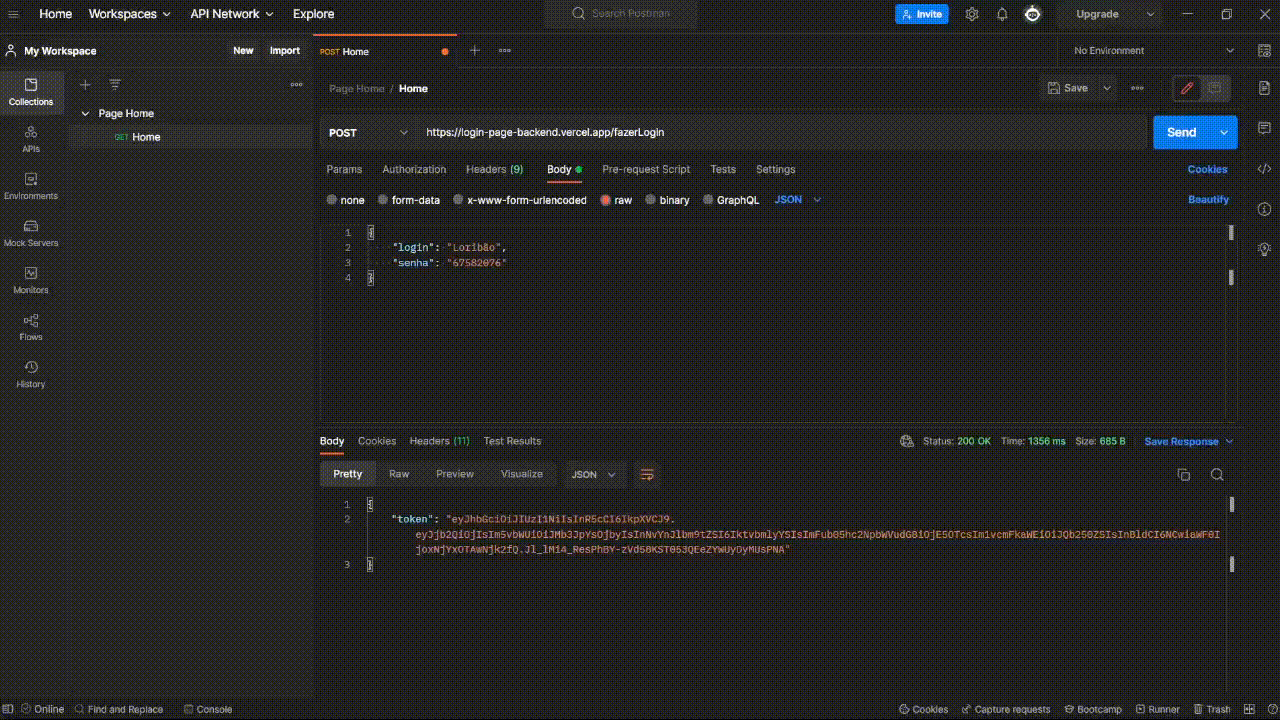 Home Workspaces API Network Explore Search Postman Invite Upgrade
My Workspace New Import POST Home No Environment
Collections
APIs
Environments
Mock Servers
Monitors
Flows
History
Page Home
GET Home
Page Home / Home Save
POST https://login-page-backend.vercel.app/fazerLogin Send
Params Authorization Headers (9) Body Pre-request Script Tests Settings Cookies
none form-data x-www-form-urlencoded raw binary GraphQL JSON Beautify
1 {
2 "login": "Loribão",
3 "senha": "67582076"
4 }
Body Cookies Headers (11) Test Results Status: 200 OK Time: 1356 ms Size: 685 B Save Response
Pretty Raw Preview Visualize JSON
1 {
2 "token": "eyJhbGciOiJIUzI1NiIsInR5cCI6IkpXVCJ9.
3 }
Online Find and Replace Console Cookies Capture requests Bootcamp Runner Trash